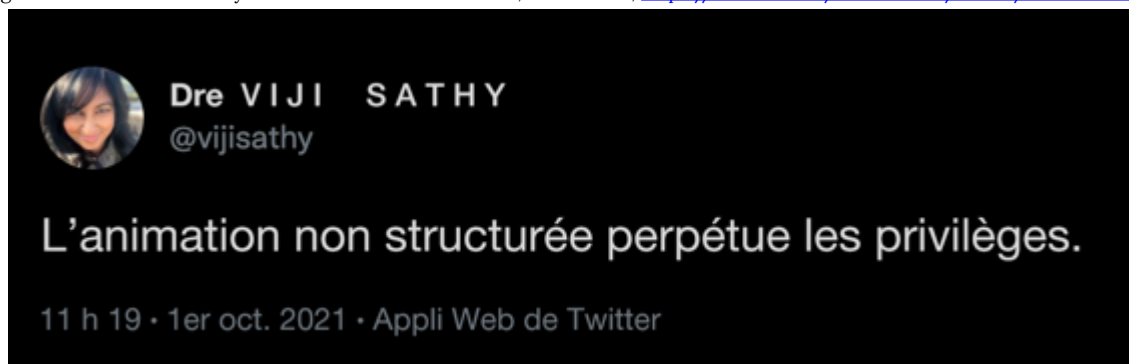 Dre VIJI SATHY
@vijisathy
L’animation non structurée perpétue les privilèges.
11 h 19 · 1er oct. 2021 · Appli Web de Twitter